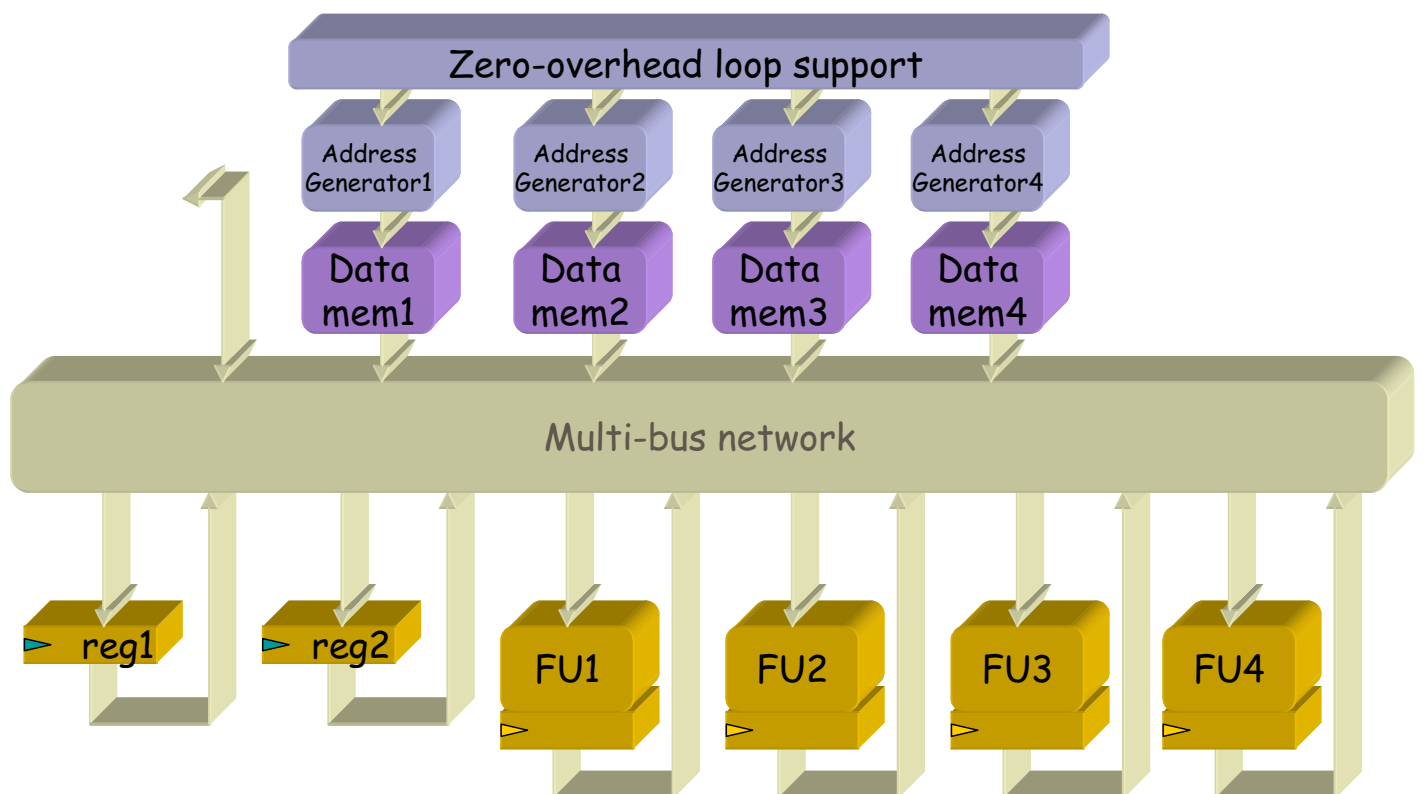 Zero-overhead loop support
Address
Generator1
Address
Generator2
Address
Generator3
Address
Generator4
Data
mem1
Data
mem2
Data
mem3
Data
mem4
Multi-bus network
reg1
reg2
FU1
FU2
FU3
FU4